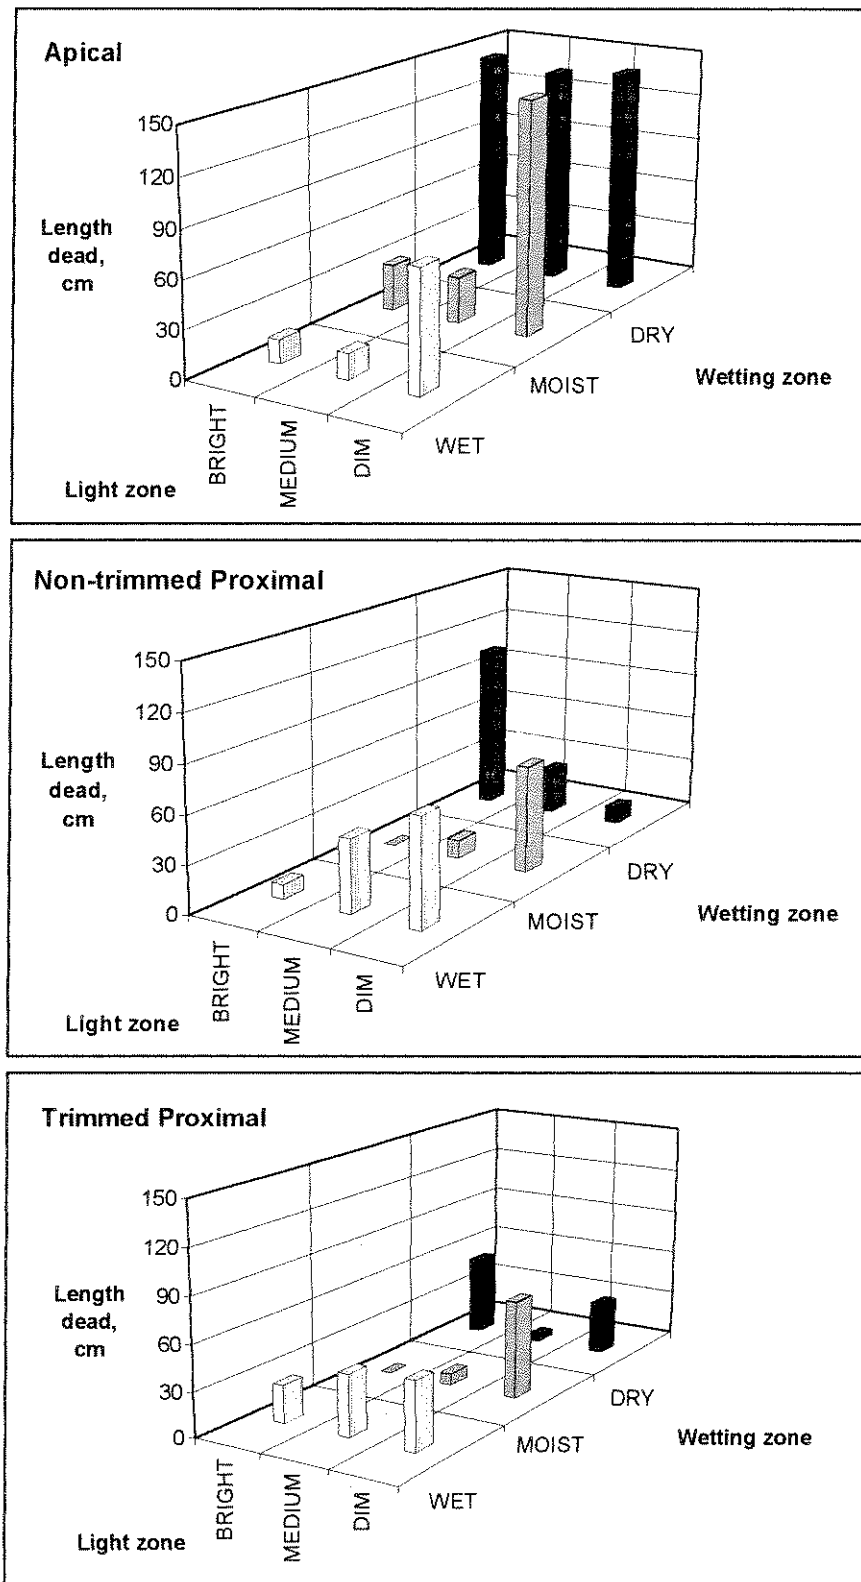 Apical
150
120
90
60
30
0
Length
dead,
cm
BRIGHT
MEDIUM
DIM
WET
MOIST
DRY
Wetting zone
Light zone
Non-trimmed Proximal
150
120
90
60
30
0
Length
dead,
cm
BRIGHT
MEDIUM
DIM
WET
MOIST
DRY
Wetting zone
Light zone
Trimmed Proximal
150
120
90
60
30
0
Length
dead,
cm
BRIGHT
MEDIUM
DIM
WET
MOIST
DRY
Wetting zone
Light zone